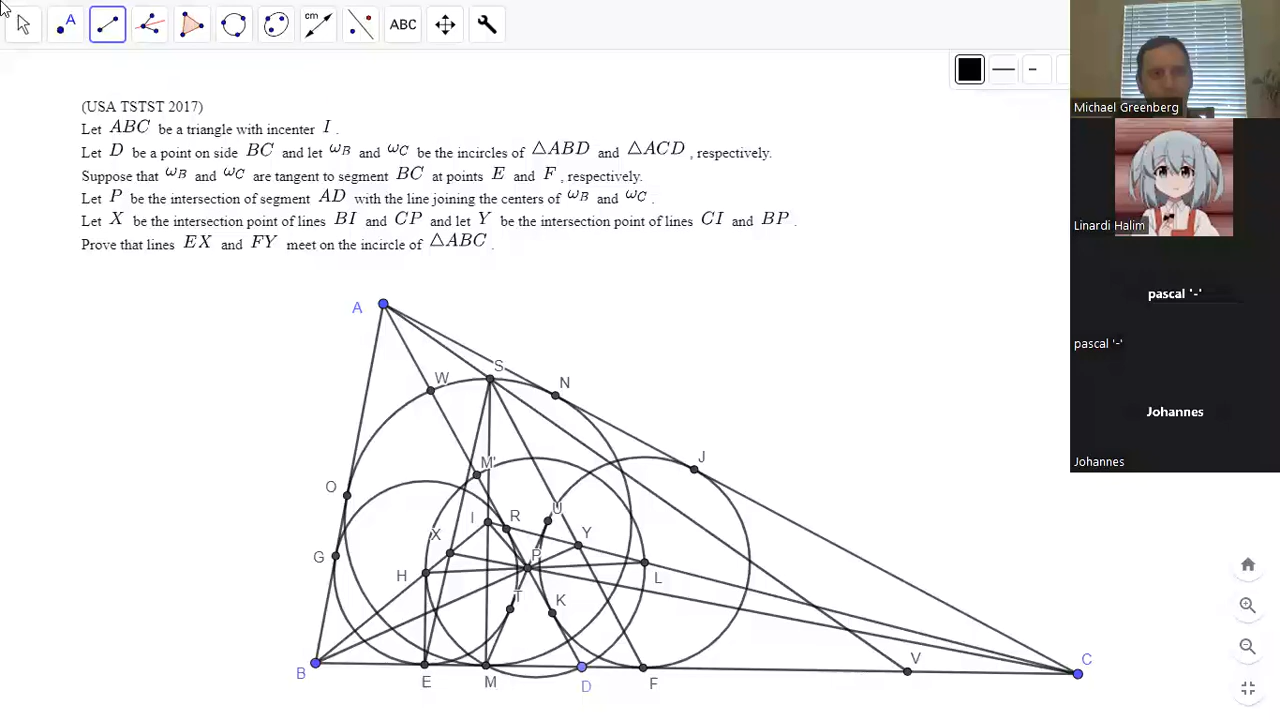 A
cm
ABC
(USA TSTST 2017)
Let ABC be a triangle with incenter I .
Let D be a point on side BC and let ω_B and ω_C be the incircles of △ABD and △ACD , respectively.
Suppose that ω_B and ω_C are tangent to segment BC at points E and F , respectively.
Let P be the intersection of segment AD with the line joining the centers of ω_B and ω_C .
Let X be the intersection point of lines BI and CP and let Y be the intersection point of lines CI and BP .
Prove that lines EX and FY meet on the incircle of △ABC .
Michael Greenberg
Linardi Halim
pascal '-'
pascal '-'
Johannes
Johannes
A
S
W
N
J
M'
O
I
R
U
X
Y
G
P
H
L
T
K
B
E
M
D
F
V
C